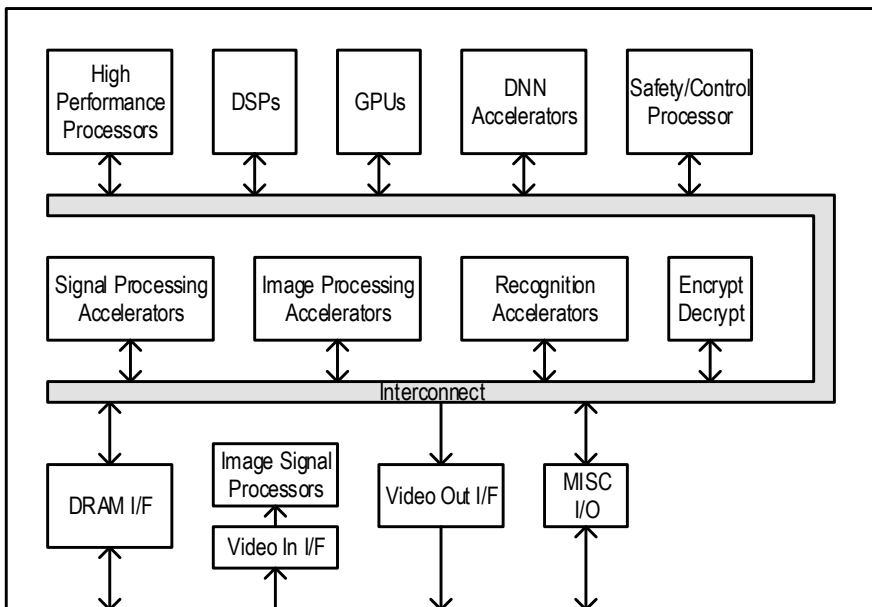 High
Performance
Processors
DSPs
GPUs
DNN
Accelerators
Safety/Control
Processor
Signal Processing
Accelerators
Image Processing
Accelerators
Recognition
Accelerators
Encrypt
Decrypt
Interconnect
DRAM I/F
Image Signal
Processors
Video In I/F
Video Out I/F
MISC
I/O